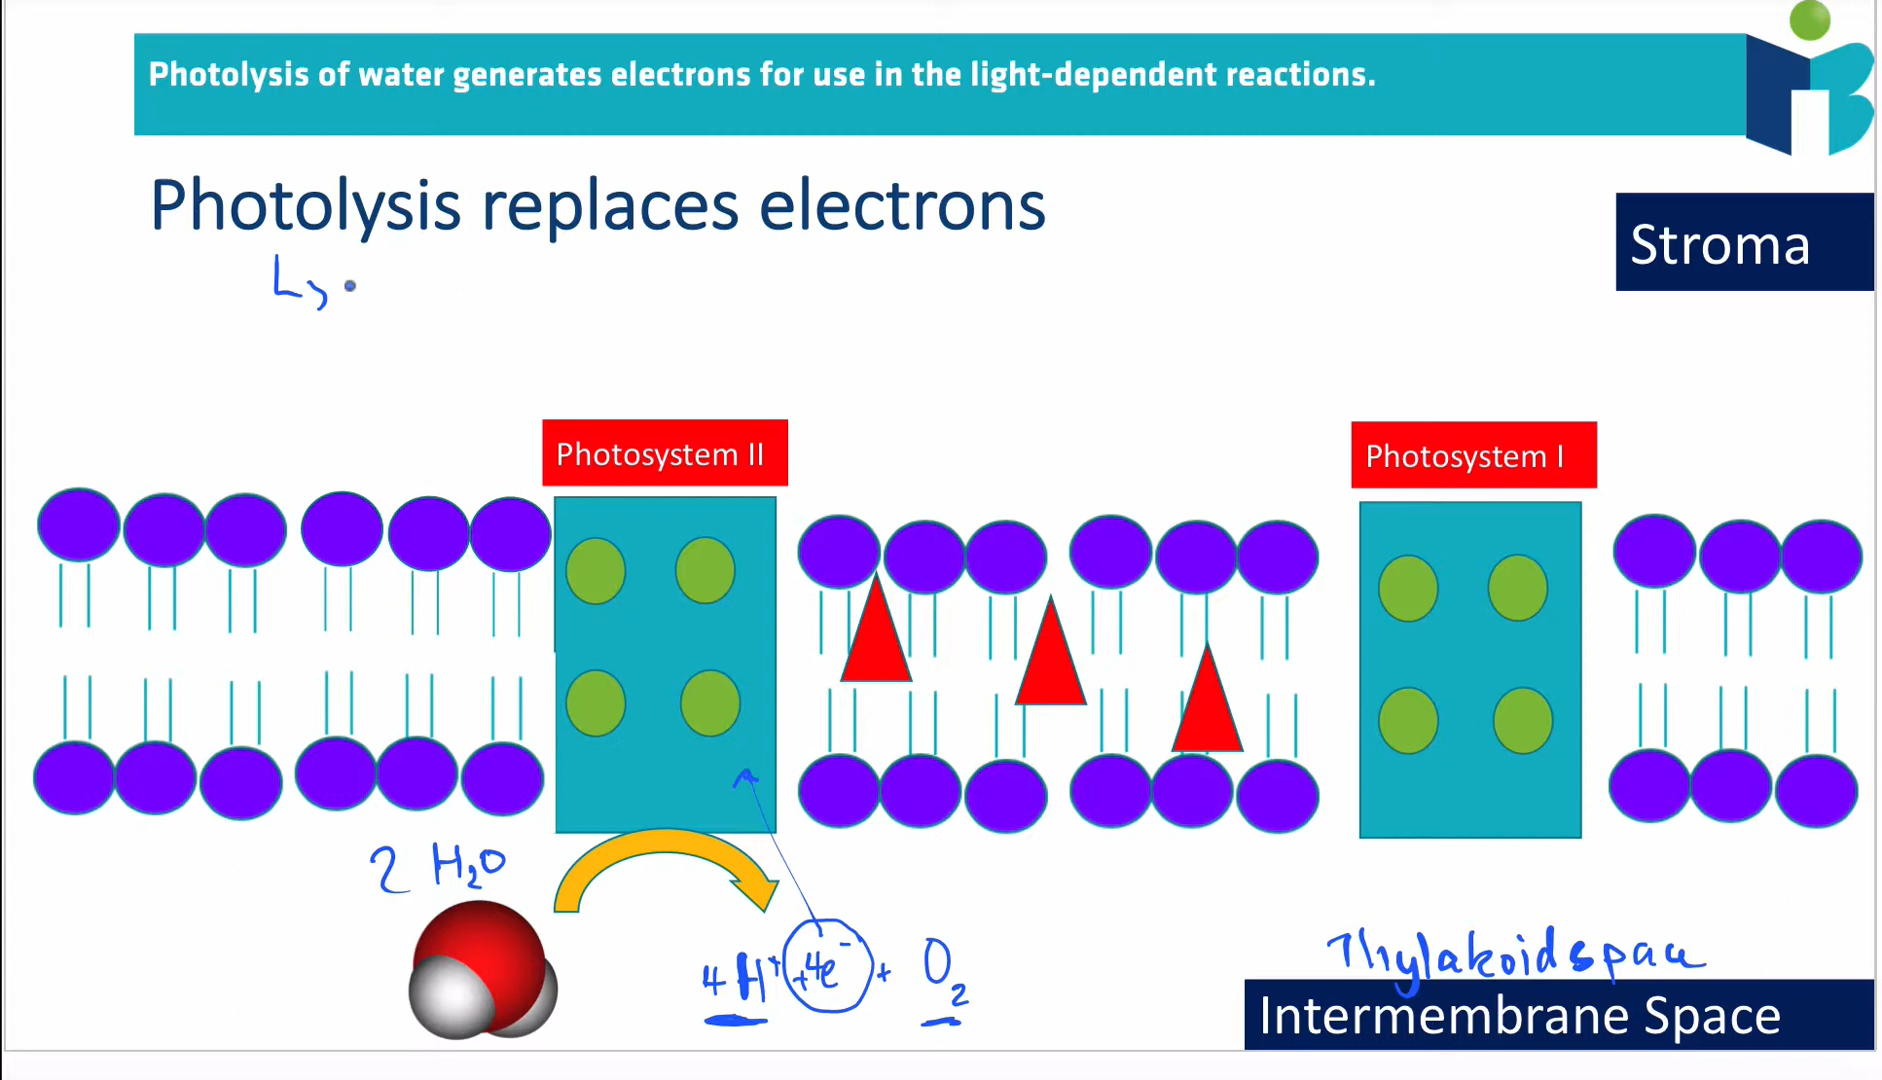 Photolysis of water generates electrons for use in the light-dependent reactions.
Photolysis replaces electrons
Stroma
Ly
Photosystem II
Photosystem I
2 H₂O
4 H⁺ + 4e⁻ + O₂
Thylakoid space
Intermembrane Space